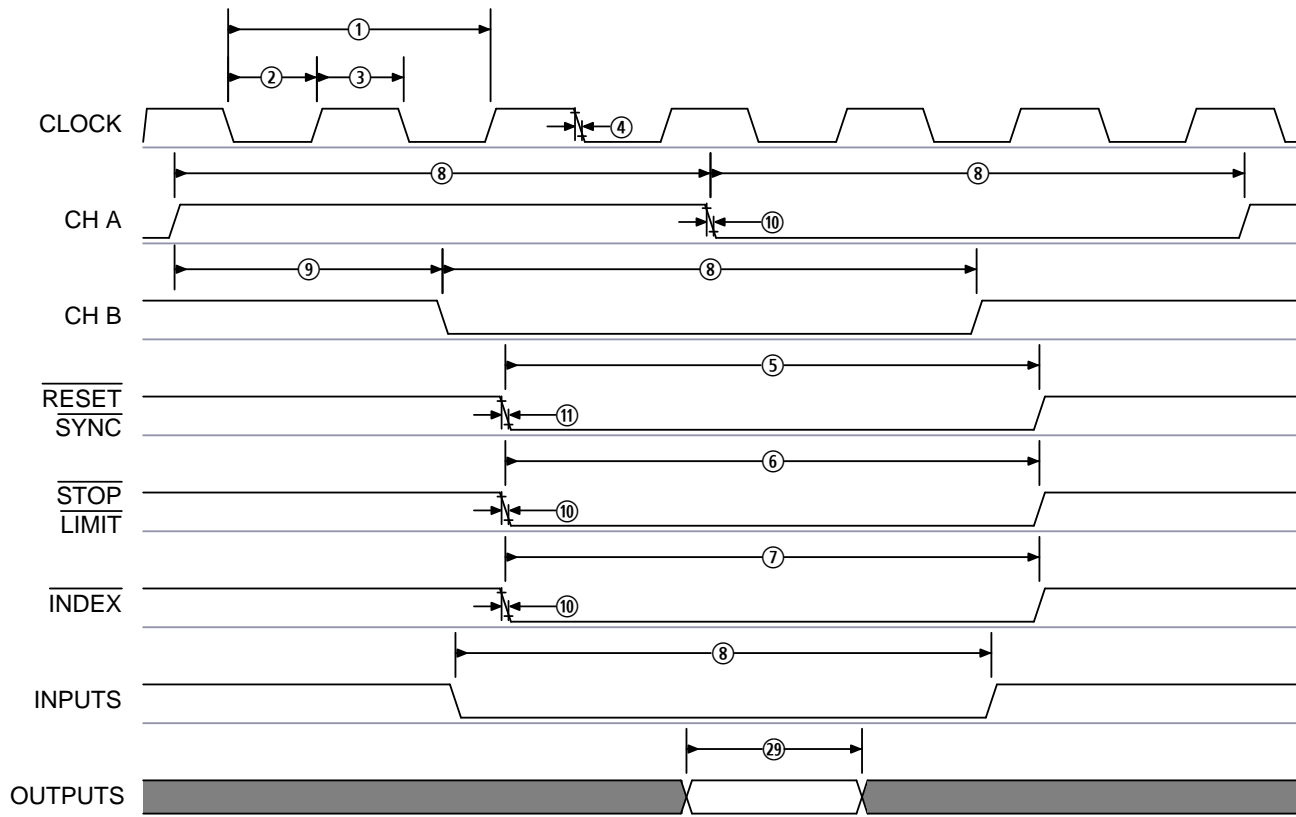 ①
② ③
CLOCK ④
⑧ ⑧
CH A ⑩
⑨ ⑧
CH B
⑤
RESET ⑪
SYNC
⑥
STOP ⑩
LIMIT
⑦
INDEX ⑩
⑧
INPUTS
㉙
OUTPUTS